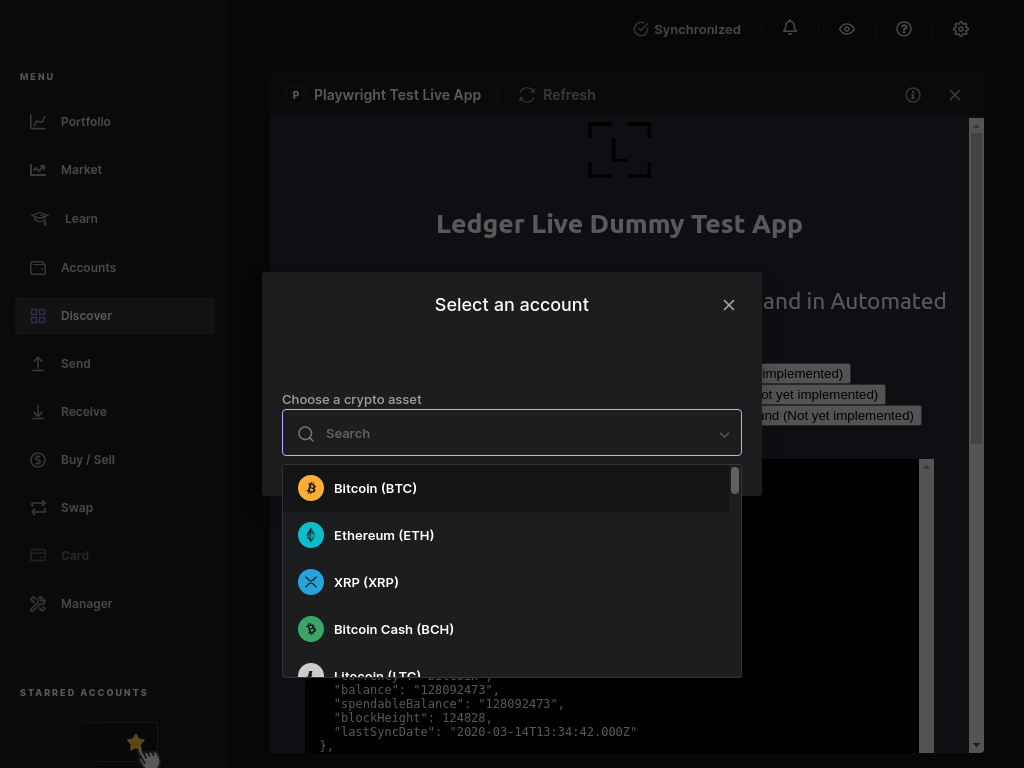 Synchronized
MENU
Portfolio
Market
Learn
Accounts
Discover
Send
Receive
Buy / Sell
Swap
Card
Manager
STARRED ACCOUNTS
P Playwright Test Live App
Refresh
L
Ledger Live Dummy Test App
and in Automated
implemented)
ot yet implemented)
und (Not yet implemented)
Select an account
Choose a crypto asset
Search
Bitcoin (BTC)
Ethereum (ETH)
XRP (XRP)
Bitcoin Cash (BCH)
Litecoin (LTC)
"balance": "128092473",
"spendableBalance": "128092473",
"blockHeight": 124828,
"lastSyncDate": "2020-03-14T13:34:42.000Z"
},